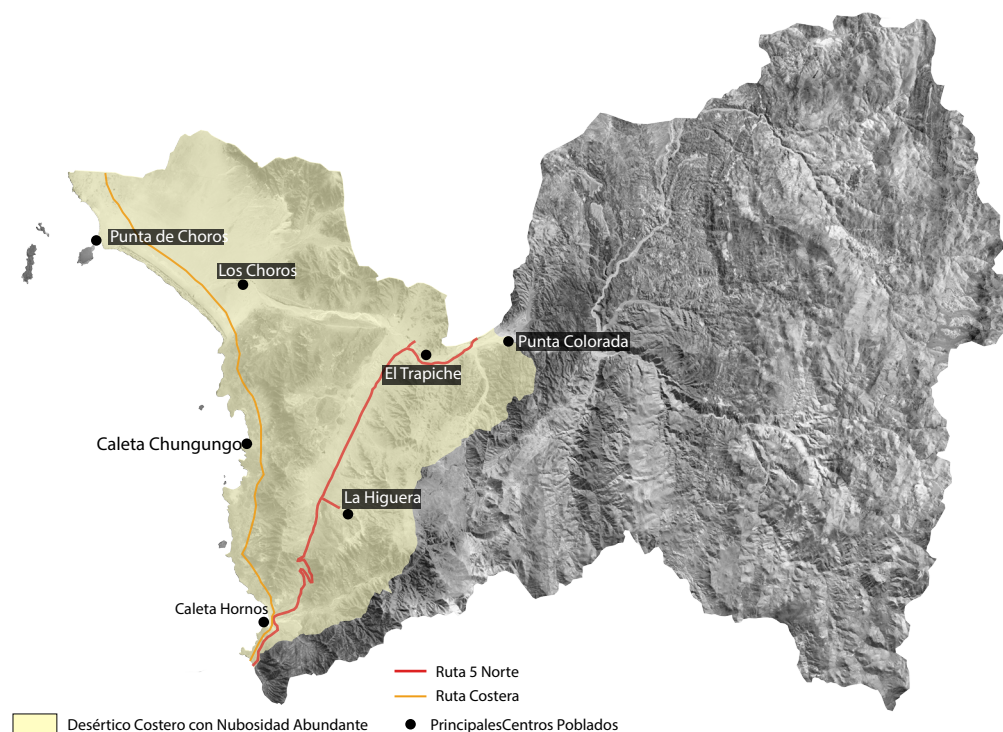 Punta de Choros
Los Choros
Punta Colorada
El Trapiche
Caleta Chungungo
La Higuera
Caleta Hornos
Ruta 5 Norte
Ruta Costera
Desértico Costero con Nubosidad Abundante
PrincipalesCentros Poblados